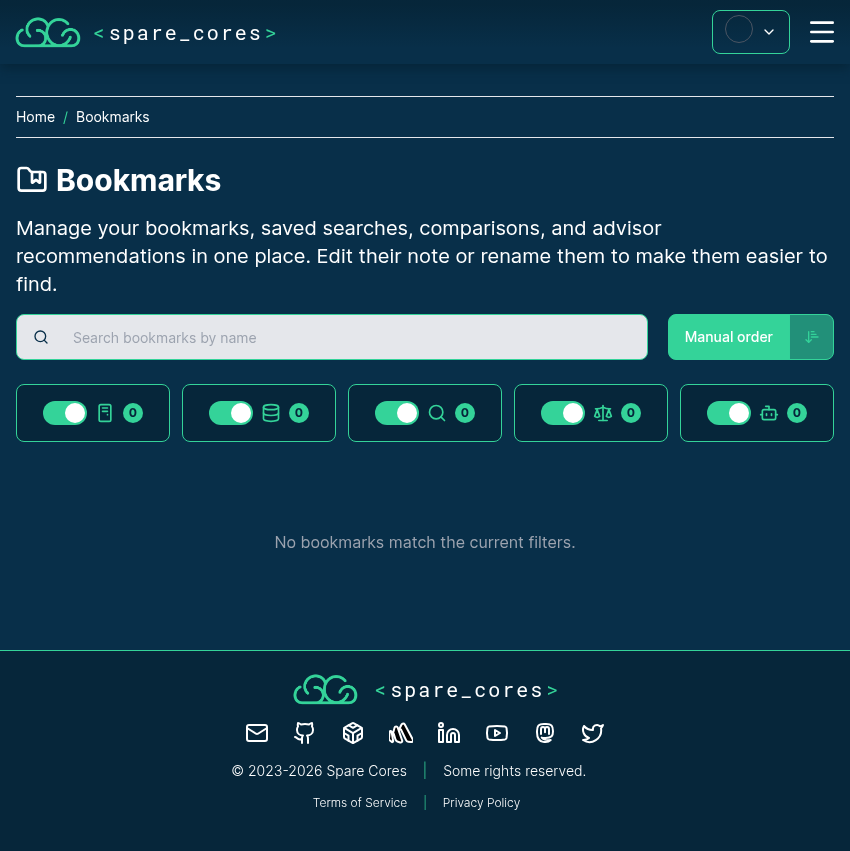 <spare_cores>
Home / Bookmarks
Bookmarks
Manage your bookmarks, saved searches, comparisons, and advisor
recommendations in one place. Edit their note or rename them to make them easier to
find.
Search bookmarks by name
Manual order
0 0 0 0 0
No bookmarks match the current filters.
<spare_cores>
© 2023-2026 Spare Cores | Some rights reserved.
Terms of Service | Privacy Policy